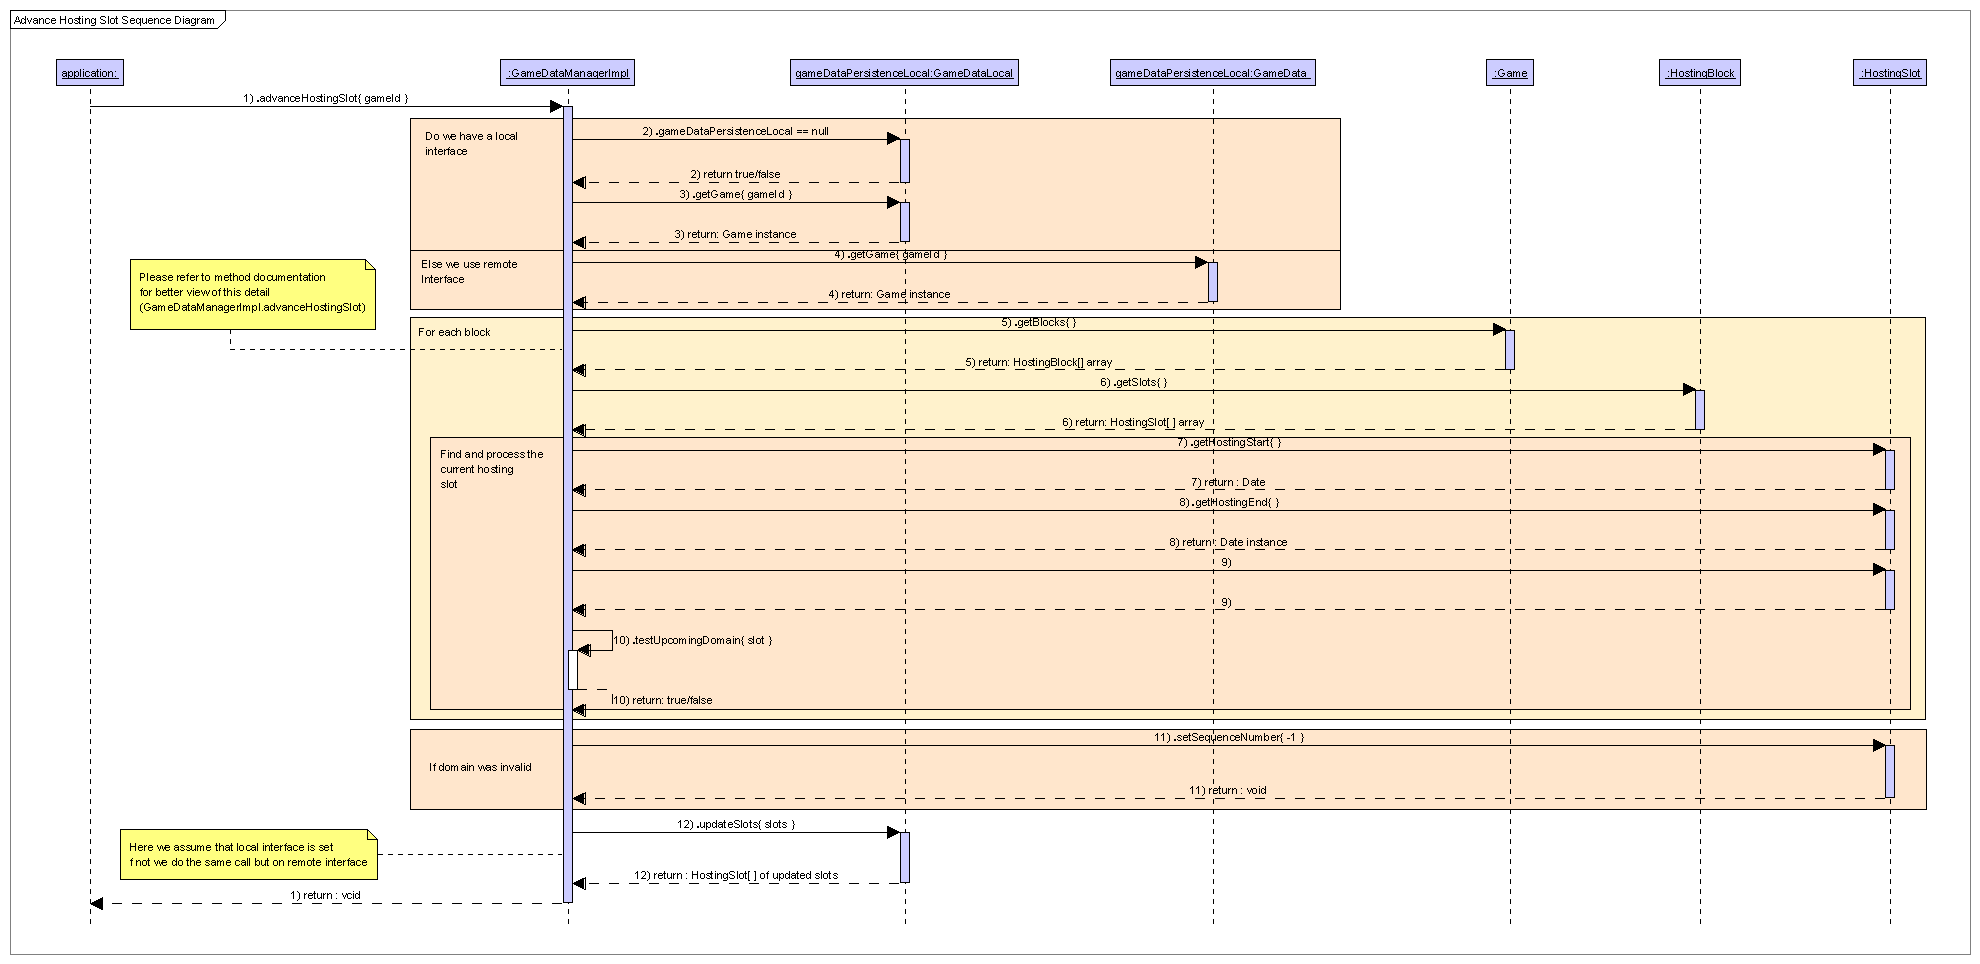 Advance Hosting Slot Sequence Diagram
application:
:GameDataManagerImpl
gameDataPersistenceLocal:GameDataLocal
gameDataPersistenceLocal:GameData
:Game
:HostingBlock
:HostingSlot
1) .advanceHostingSlot{ gameId }
Do we have a local
interface
2) .gameDataPersistenceLocal == null
2) return true/false
3) .getGame{ gameId }
3) return: Game instance
Else we use remote
Interface
4) .getGame{ gameId }
4) return: Game instance
Please refer to method documentation
for better view of this detail
(GameDataManagerImpl.advanceHostingSlot)
For each block
5) .getBlocks{ }
5) return: HostingBlock[] array
6) .getSlots{ }
6) return: HostingSlot[ ] array
Find and process the
current hosting
slot
7) .getHostingStart{ }
7) return : Date
8) .getHostingEnd{ }
8) return : Date instance
9)
9)
10) .testUpcomingDomain{ slot }
10) return: true/false
If domain was invalid
11) .setSequenceNumber{ -1 }
11) return : void
12) .updateSlots{ slots }
Here we assume that local interface is set
f not we do the same call but on remote interface
12) return : HostingSlot[ ] of updated slots
1) return : vcid